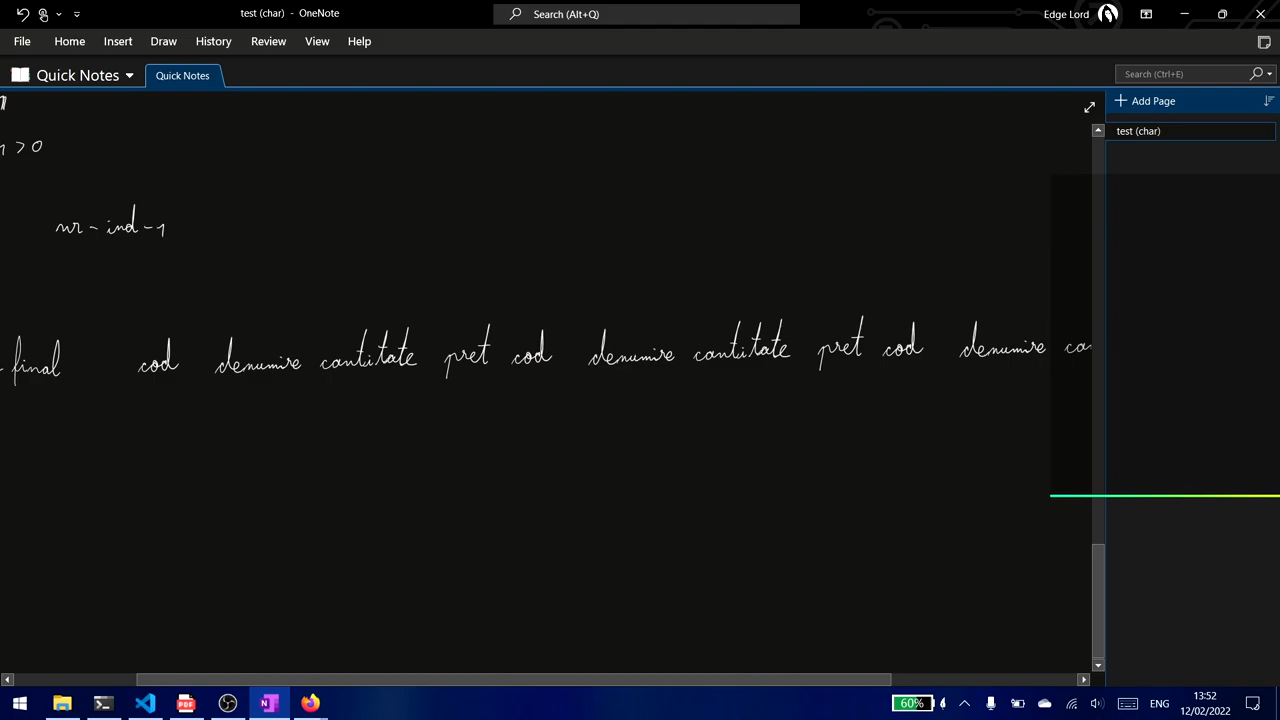 test (char) - OneNote
Search (Alt+Q)
Edge Lord
File Home Insert Draw History Review View Help
Quick Notes
Quick Notes
Search (Ctrl+E)
Add Page
test (char)
> 0
nr - ind - 1
final cod denumire cantitate pret cod denumire cantitate pret cod denumire ca
60%
ENG
13:52
12/02/2022